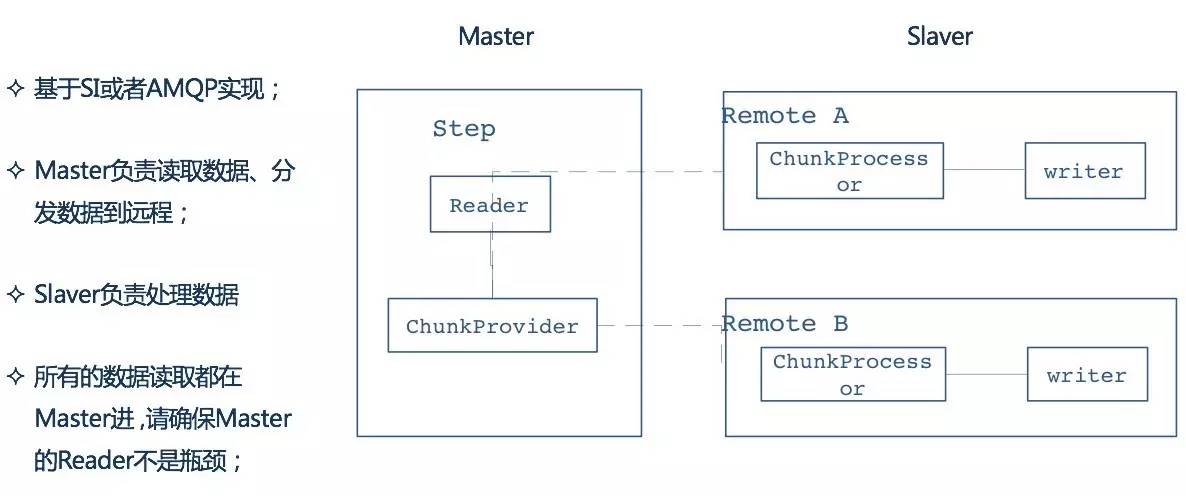 基于SI或者AMQP实现；
Master负责读取数据、分
发数据到远程；
Slaver负责处理数据
所有的数据读取都在
Master进 ,请确保Master
的Reader不是瓶颈；
Master
Step
Reader
ChunkProvider
Slaver
Remote A
ChunkProcess
or
writer
Remote B
ChunkProcess
or
writer